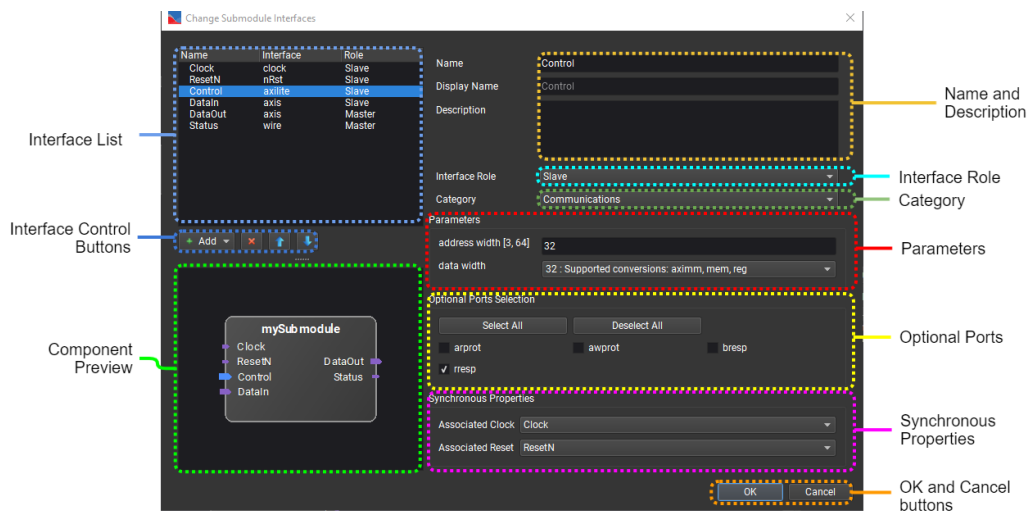 Change Submodule Interfaces
Name Interface Role
Clock clock Slave
ResetN nRst Slave
Control axilite Slave
DataIn axis Slave
DataOut axis Master
Status wire Master
Name Control
Display Name Control
Description
Interface Role Slave
Category Communications
Parameters
address width [3, 64] 32
data width 32 : Supported conversions: aximm, mem, reg
Optional Ports Selection
Select All Deselect All
arprot awprot bresp
rresp
Synchronous Properties
Associated Clock Clock
Associated Reset ResetN
OK Cancel
Add
mySubmodule
Clock
ResetN DataOut
Control Status
DataIn
Interface List
Interface Control
Buttons
Component
Preview
Name and
Description
Interface Role
Category
Parameters
Optional Ports
Synchronous
Properties
OK and Cancel
buttons